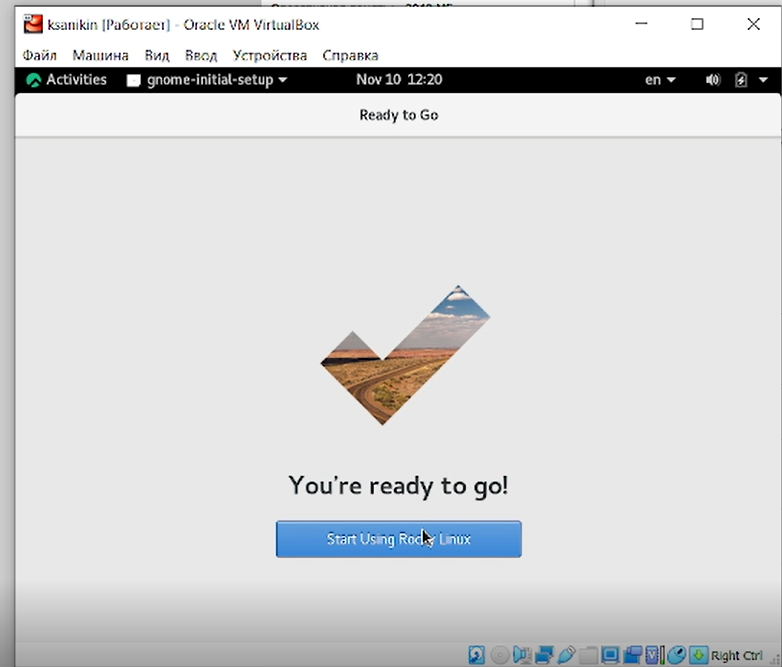 ksanikin [Работает] - Oracle VM VirtualBox
Файл Машина Вид Ввод Устройства Справка
Activities gnome-initial-setup Nov 10 12:20 en
Ready to Go
You're ready to go!
Start Using Rocky Linux
Right Ctrl